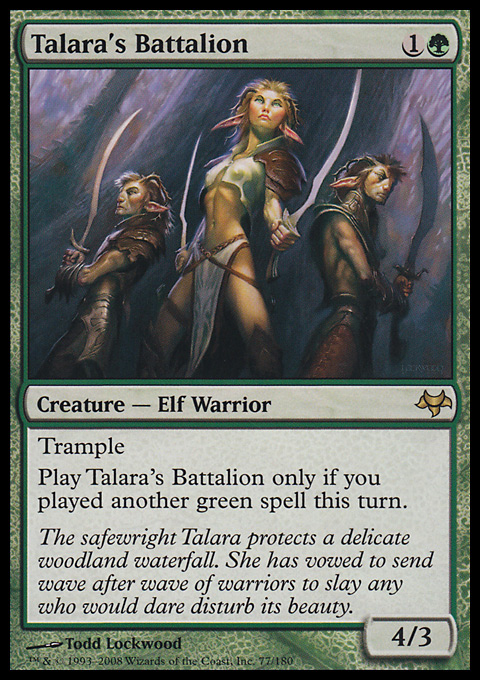 Talara's Battalion 1
Creature — Elf Warrior
Trample
Play Talara's Battalion only if you
played another green spell this turn.
The safewright Talara protects a delicate
woodland waterfall. She has vowed to send
wave after wave of warriors to slay any
who would dare disturb its beauty.
Todd Lockwood
4/3
™ & © 1993–2008 Wizards of the Coast, Inc. 77/180